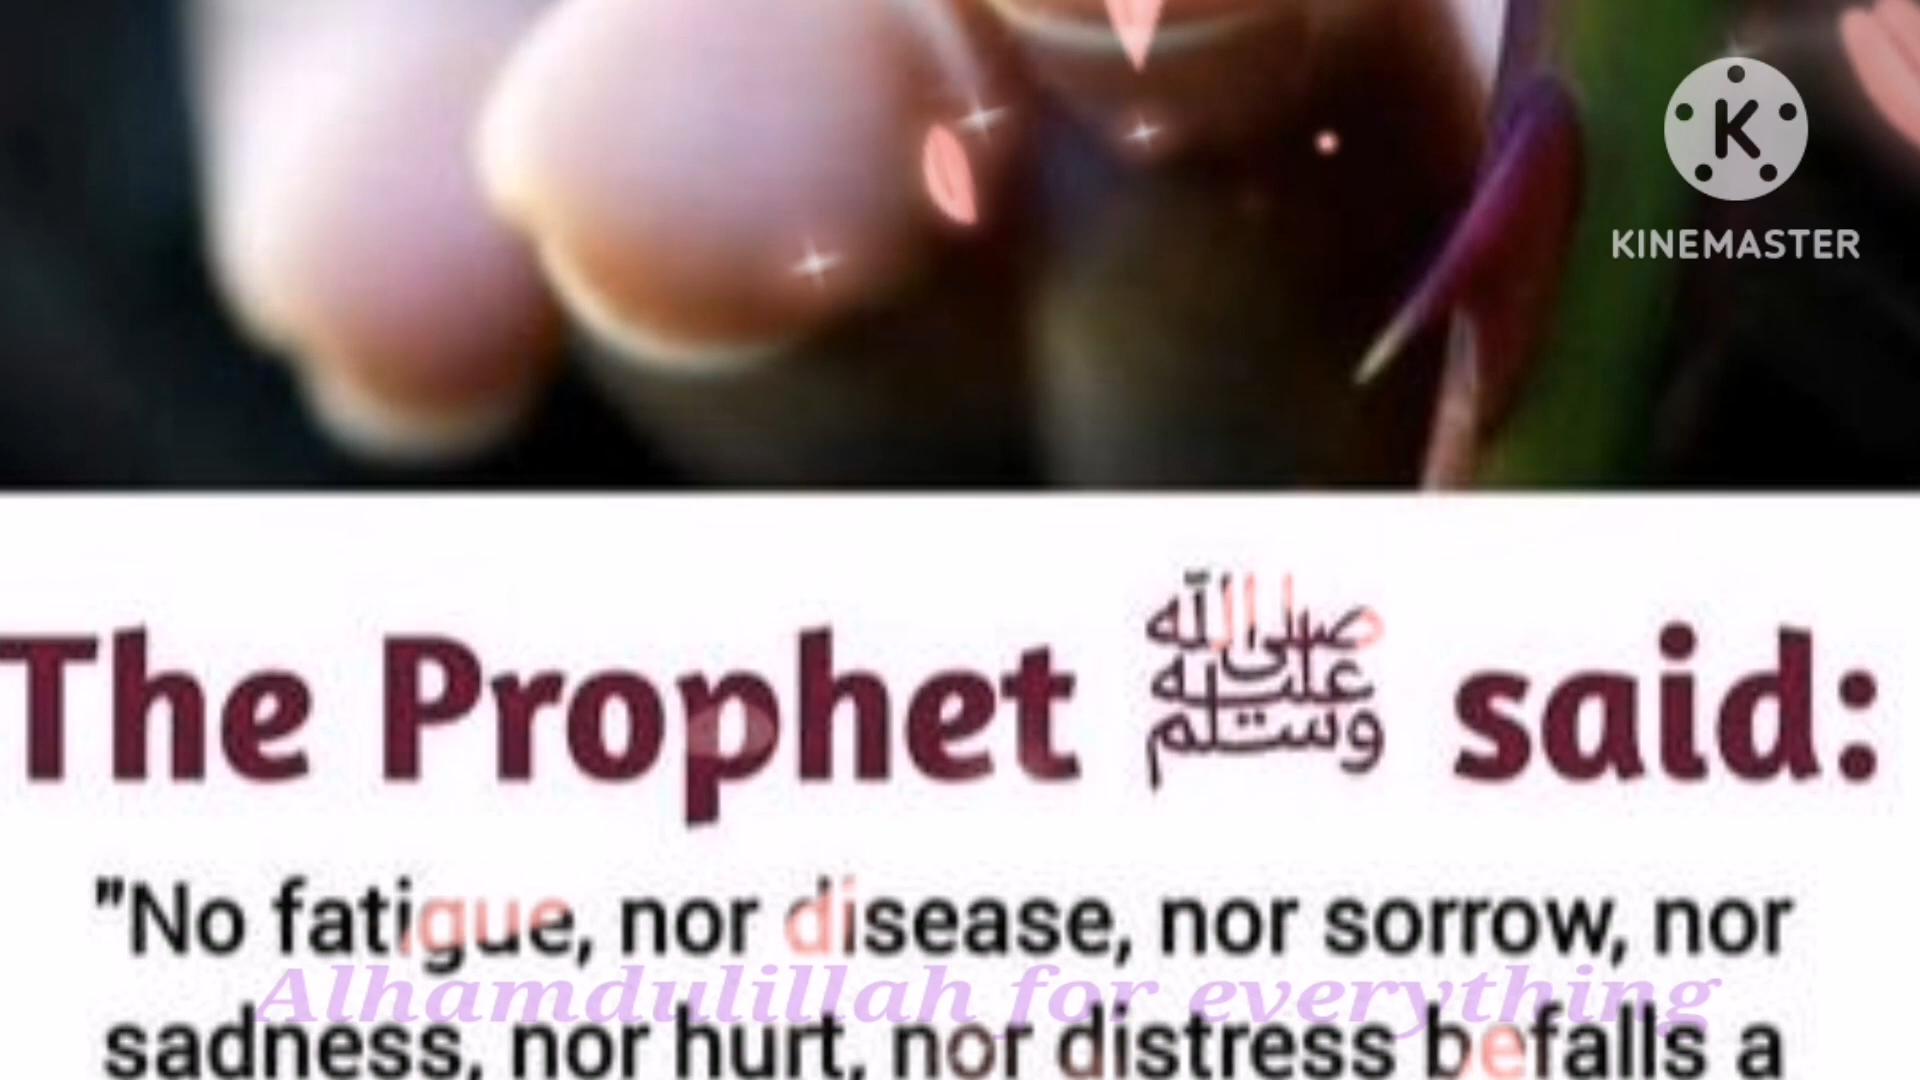 K
KINEMASTER
The Prophet صلى الله عليه وسلم said:
"No fatigue, nor disease, nor sorrow, nor
Alhamdulillah for everything
sadness, nor hurt, nor distress befalls a